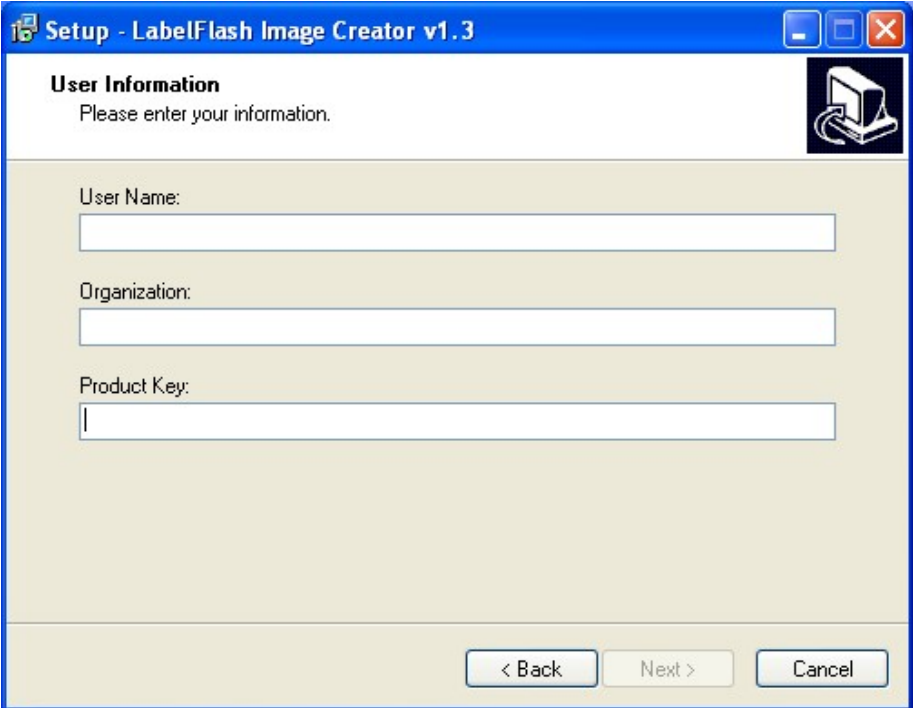 Setup - LabelFlash Image Creator v1.3
User Information
Please enter your information.
User Name:
Organization:
Product Key:
< Back
Next >
Cancel